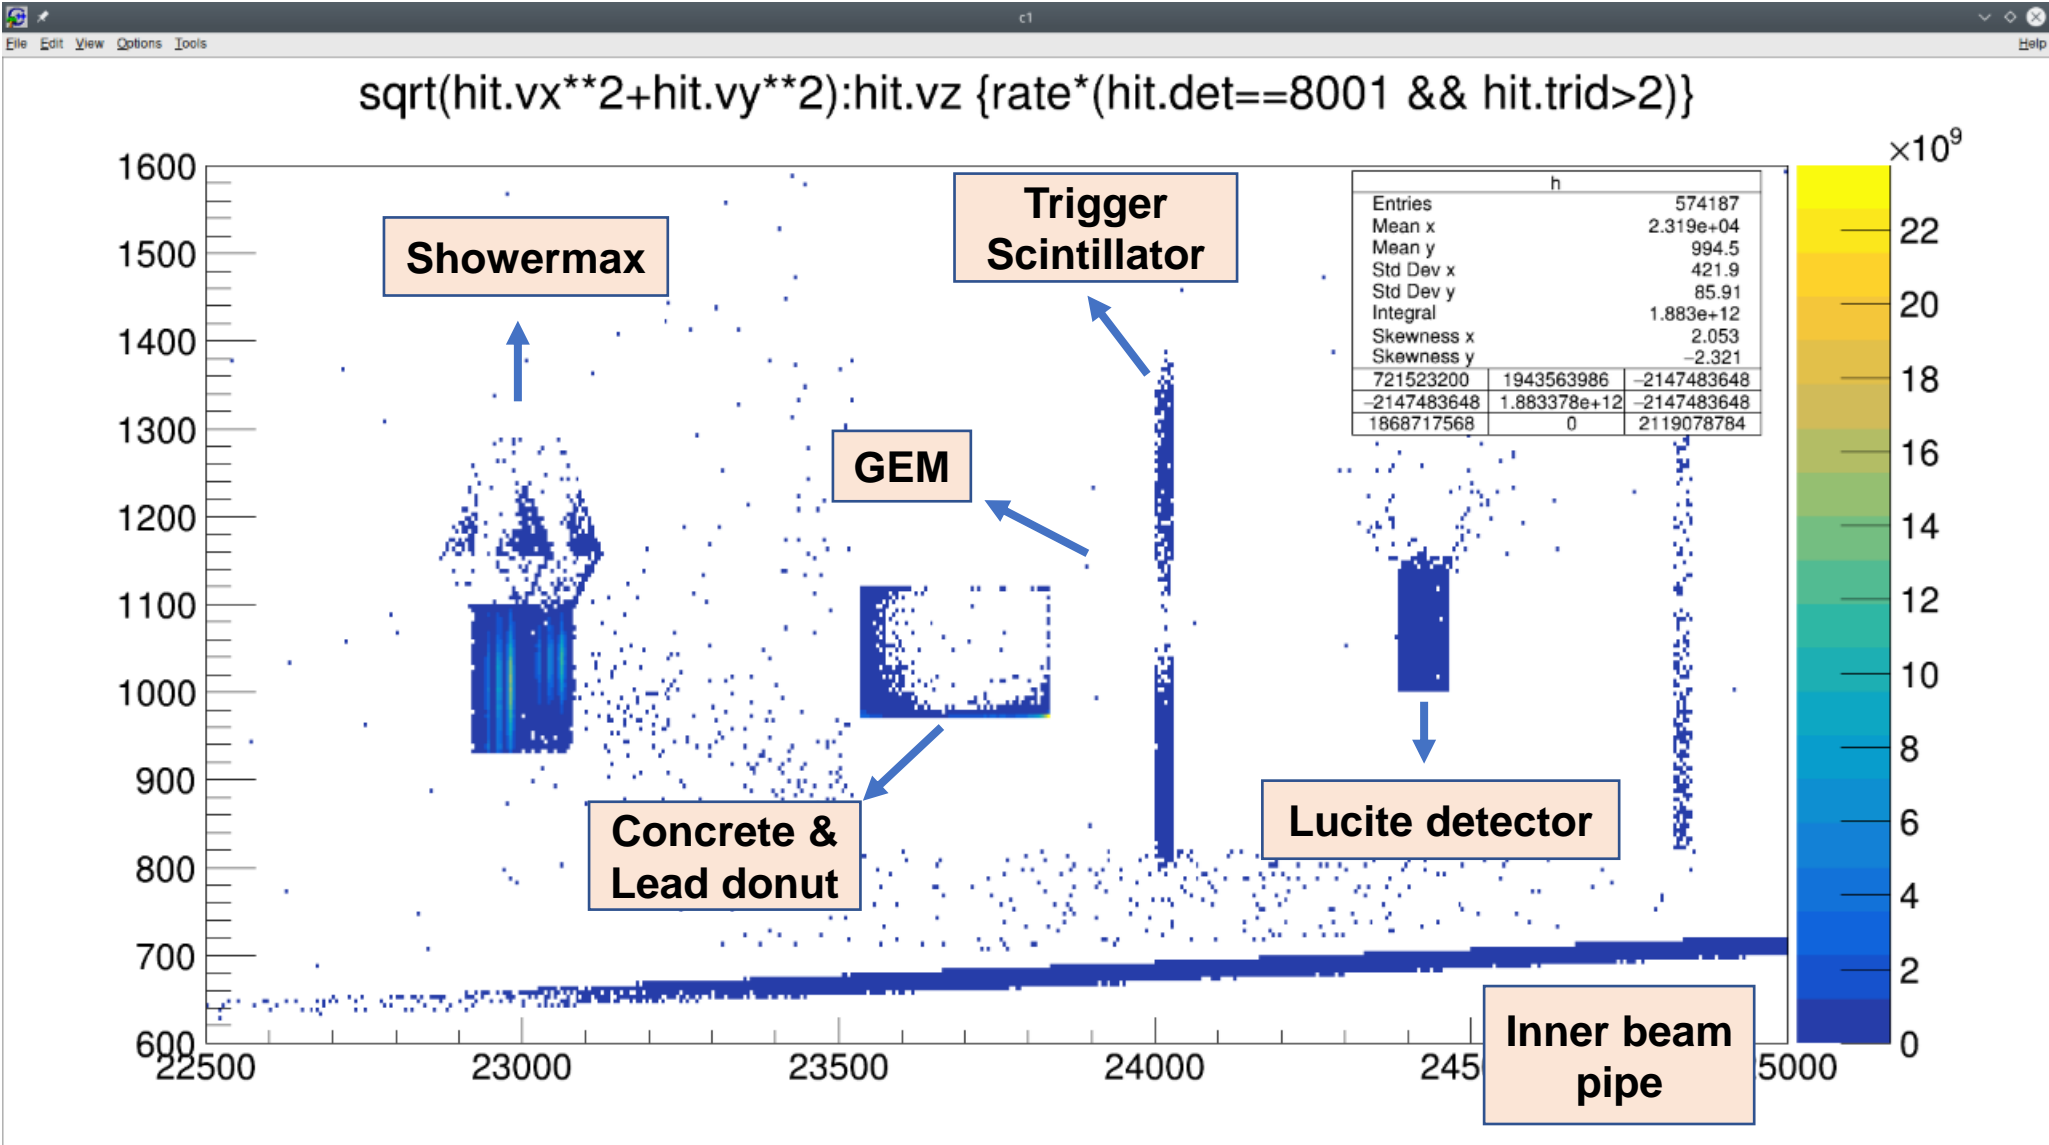 c1
File Edit View Options Tools Help
sqrt(hit.vx**2+hit.vy**2):hit.vz {rate*(hit.det==8001 && hit.trid>2)}
×10⁹
1600
1500
1400
1300
1200
1100
1000
900
800
700
600
22500
23000
23500
24000
245
5000
22
20
18
16
14
12
10
8
6
4
2
0
h
Entries 574187
Mean x 2.319e+04
Mean y 994.5
Std Dev x 421.9
Std Dev y 85.91
Integral 1.883e+12
Skewness x 2.053
Skewness y −2.321
721523200 1943563986 −2147483648
−2147483648 1.883378e+12 −2147483648
1868717568 0 2119078784
Showermax
Trigger
Scintillator
GEM
Concrete &
Lead donut
Lucite detector
Inner beam
pipe